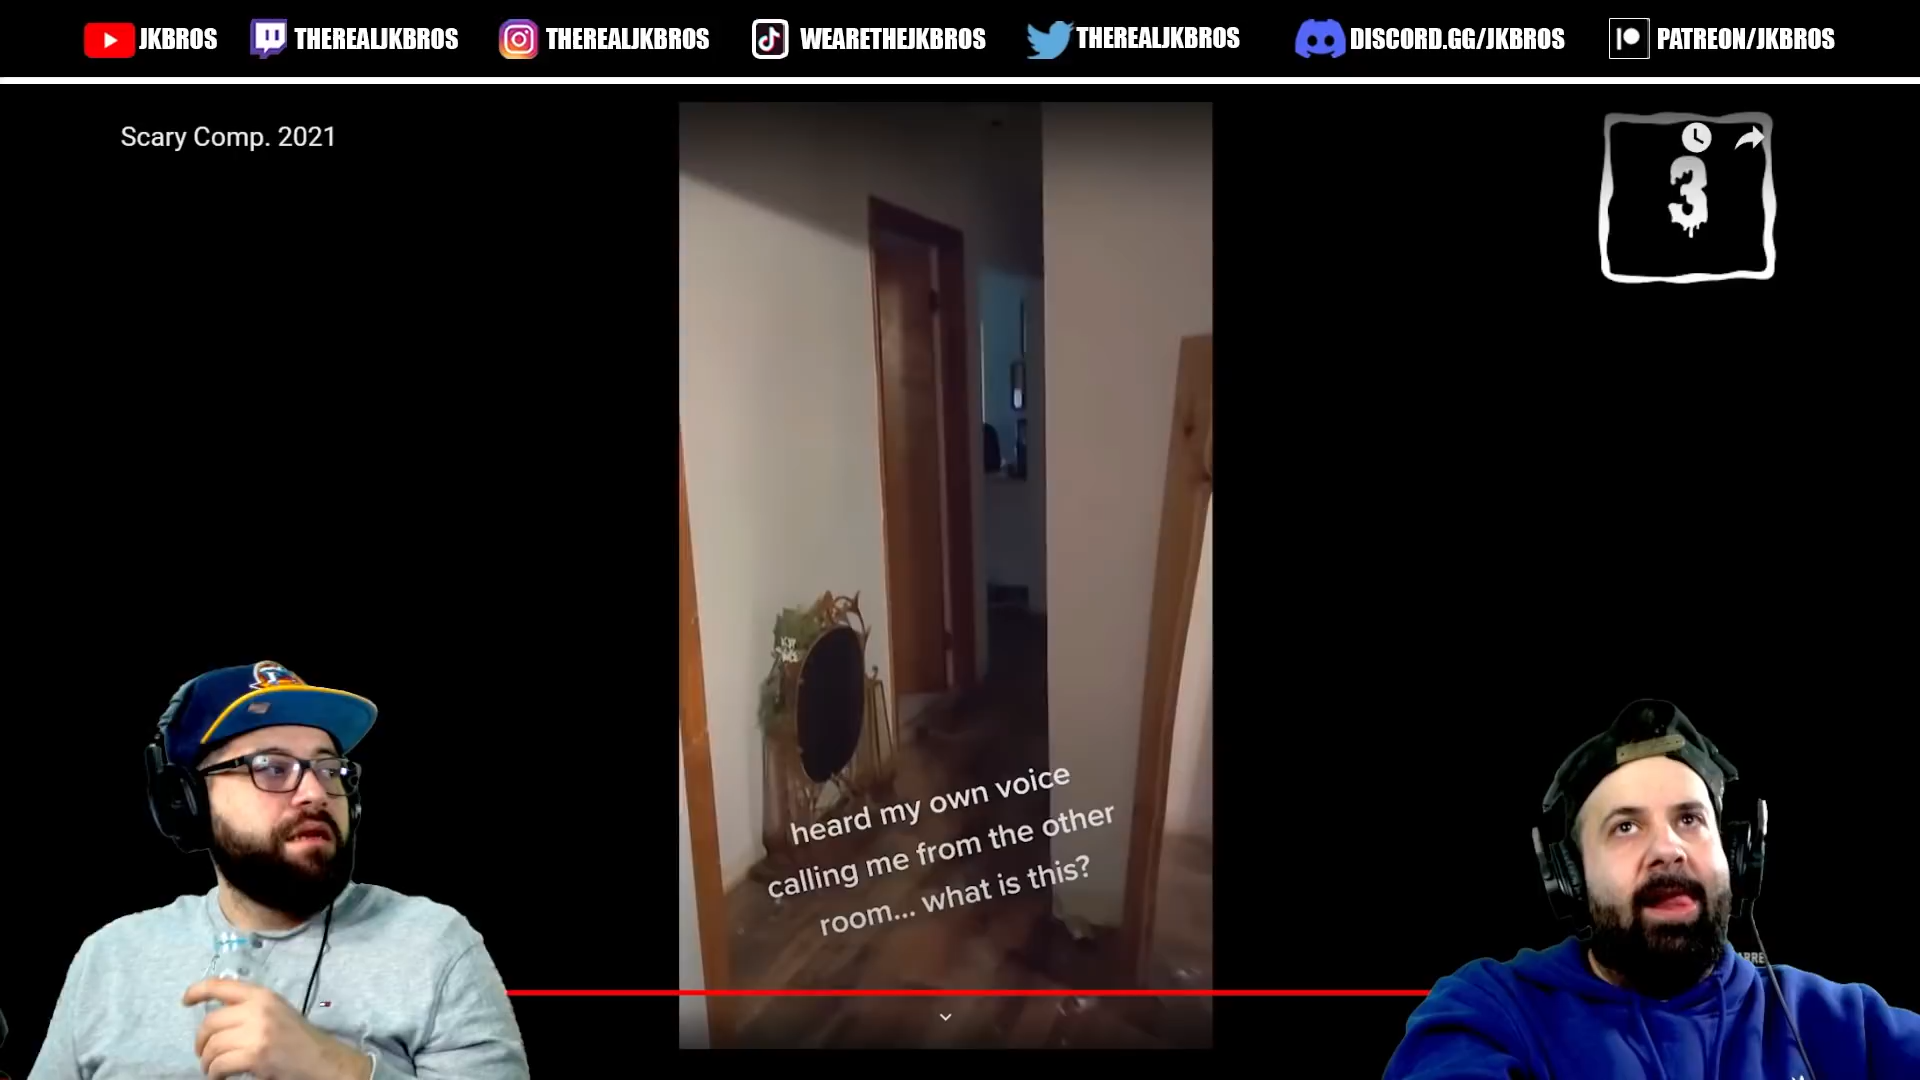 JKBROS THEREALJKBROS THEREALJKBROS WEARETHEJKBROS THEREALJKBROS DISCORD.GG/JKBROS PATREON/JKBROS
Scary Comp. 2021
3
heard my own voice
calling me from the other
room... what is this?